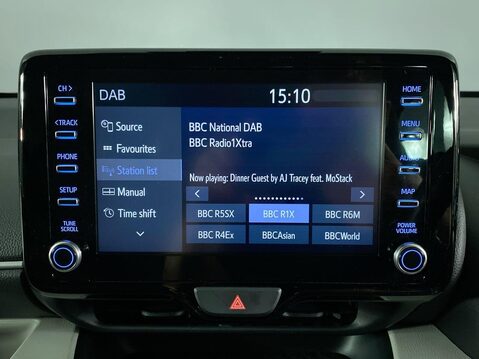 CH >
<TRACK
PHONE
SETUP
TUNE
SCROLL
DAB
15:10
Source
Favourites
Station list
Manual
Time shift
BBC National DAB
BBC Radio1Xtra
Now playing: Dinner Guest by AJ Tracey feat. MoStack
BBC R5SX
BBC R1X
BBC R6M
BBC R4Ex
BBCAsian
BBCWorld
HOME
MENU
AUDIO
MAP
POWER
VOLUME